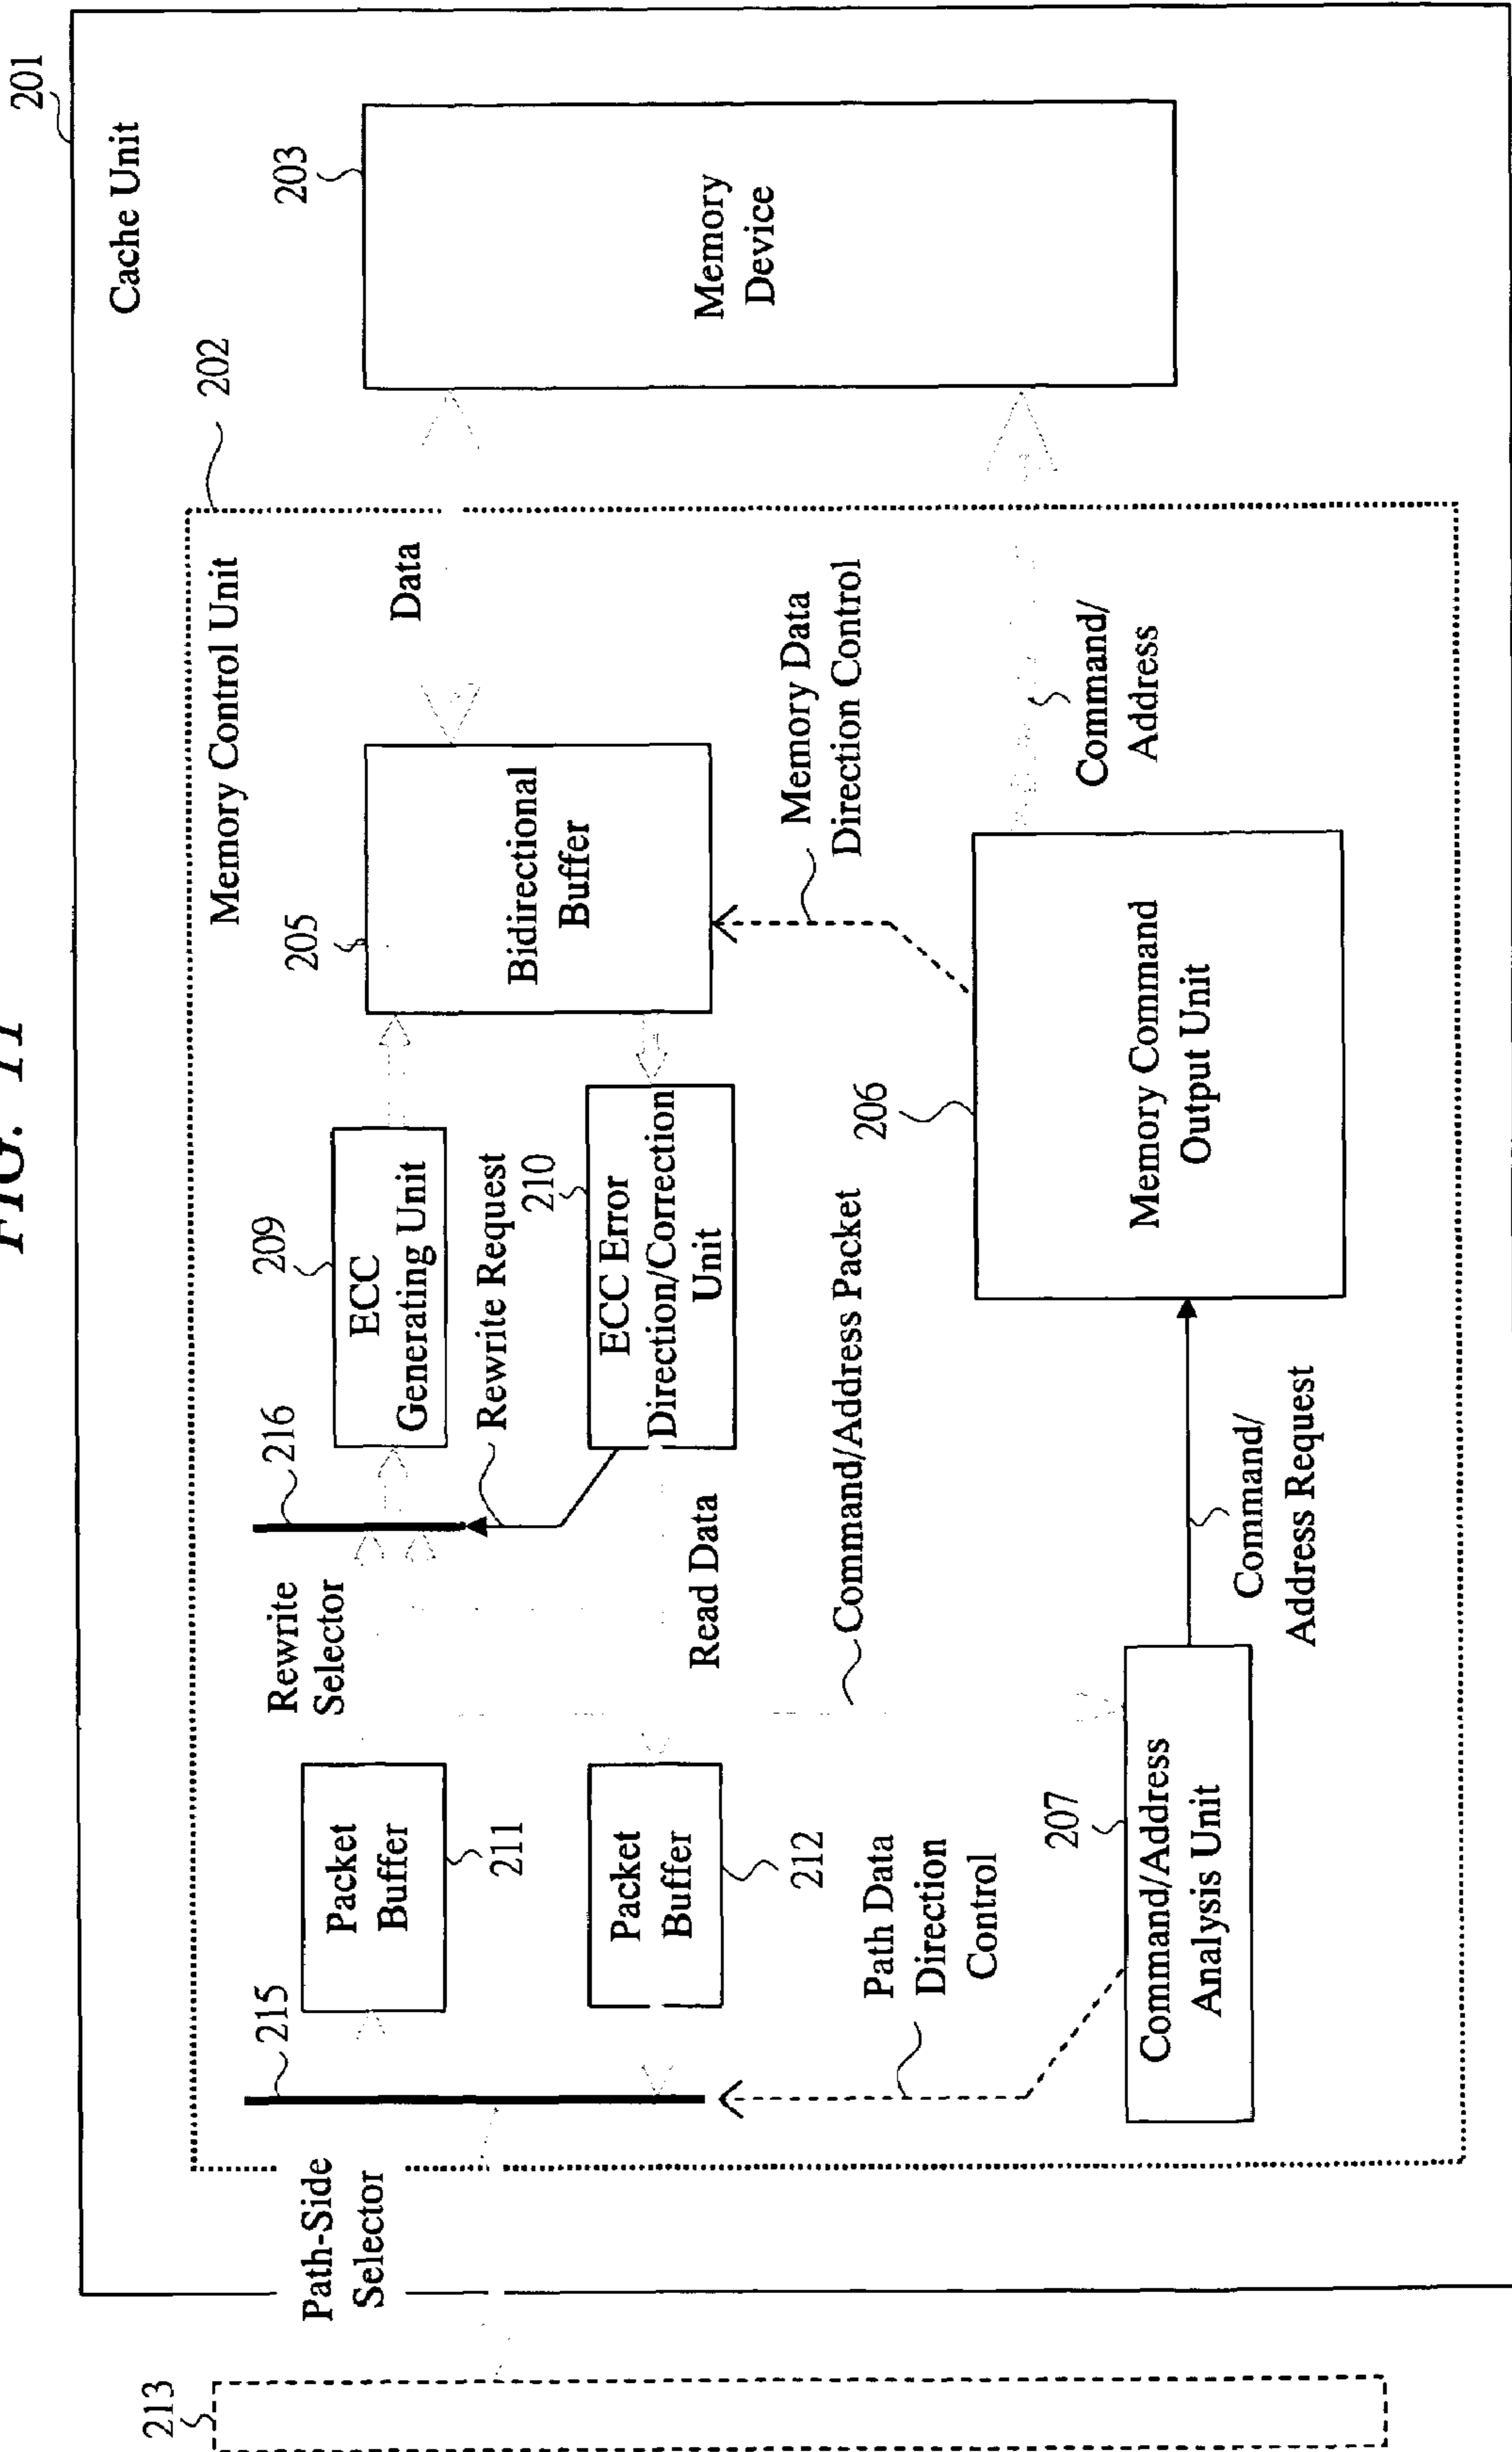 FIG. 11
201
Cache Unit
202
Memory Control Unit
203
Memory
Device
Data
205
Bidirectional
Buffer
Memory Data
Direction Control
Command/
Address
209
ECC
Generating Unit
Rewrite Request
210
ECC Error
Direction/Correction
Unit
206
Memory Command
Output Unit
216
Rewrite
Selector
Read Data
Command/Address Packet
Command/
Address Request
215
Packet
Buffer
211
Packet
Buffer
212
Path Data
Direction
Control
207
Command/Address
Analysis Unit
Path-Side
Selector
213